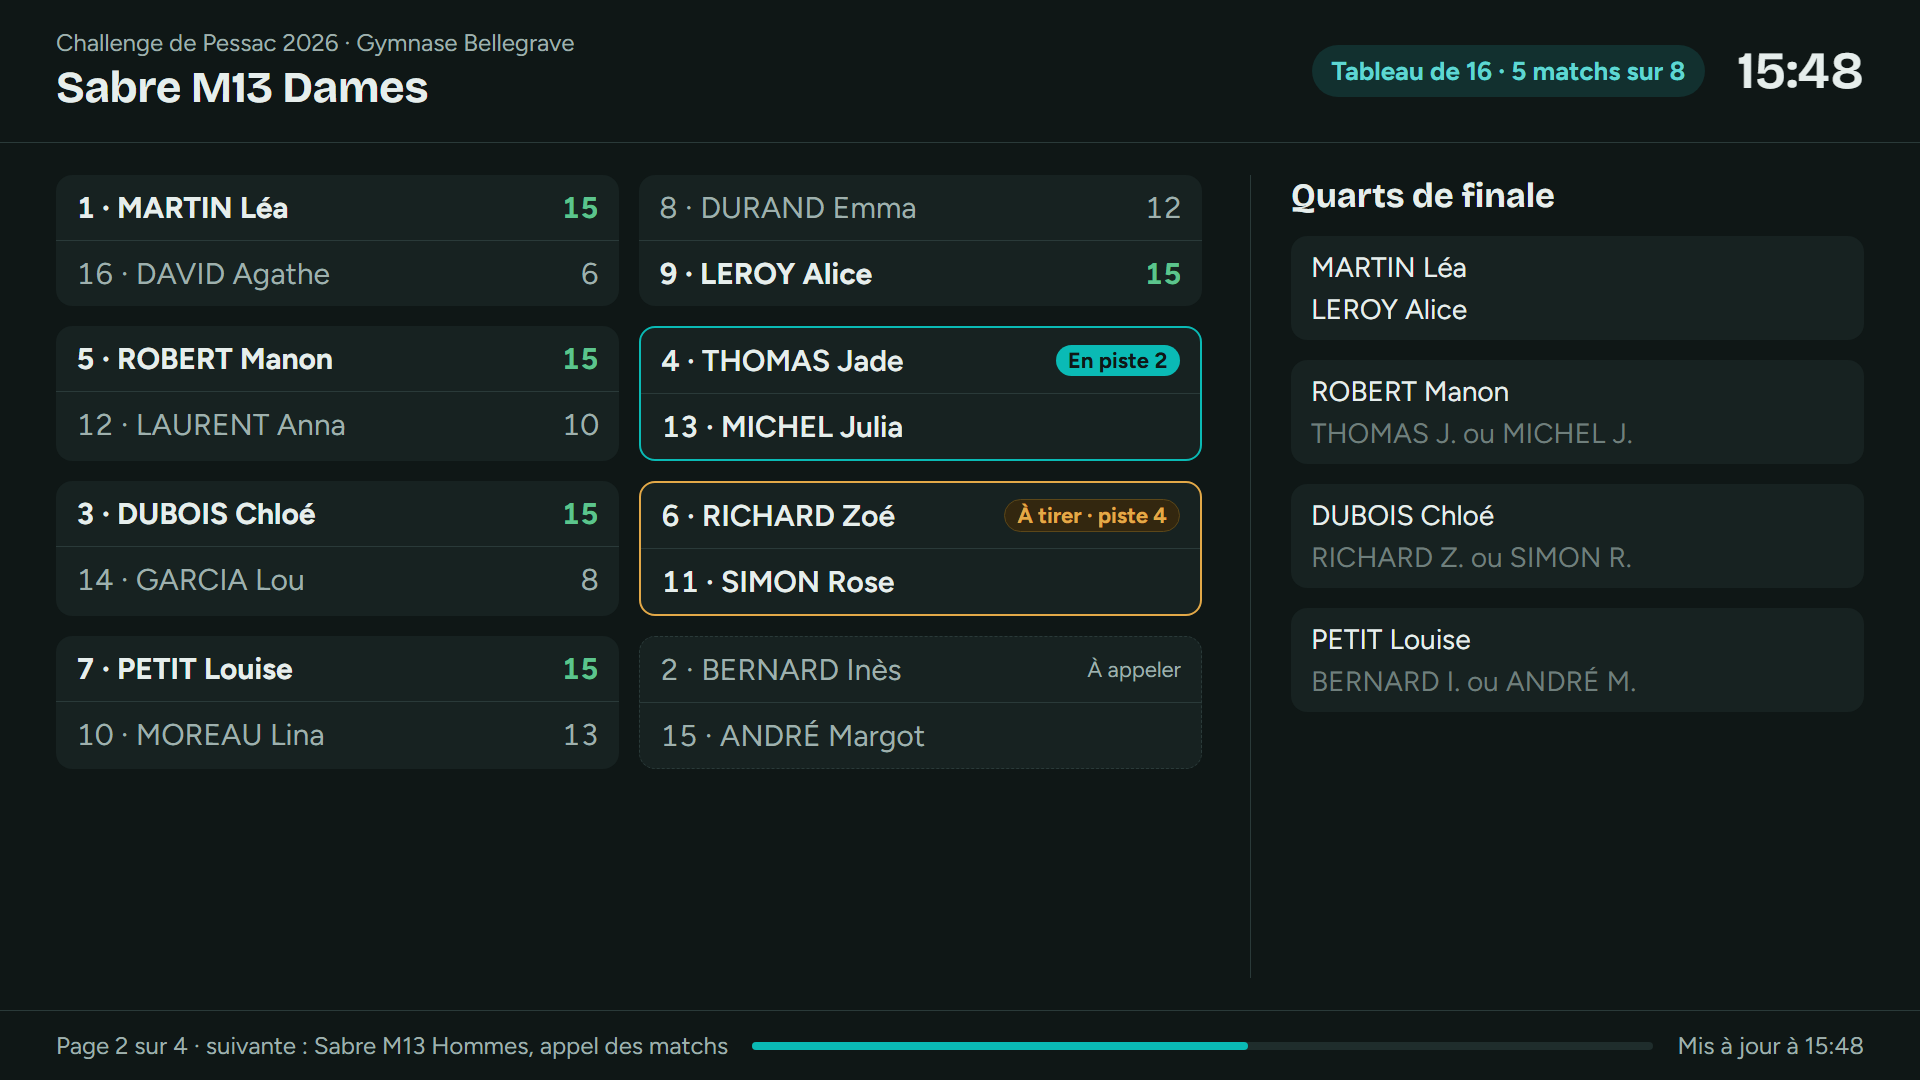 Challenge de Pessac 2026 · Gymnase Bellegrave
Sabre M13 Dames
Tableau de 16 · 5 matchs sur 8
15:48
1 · MARTIN Léa 15
16 · DAVID Agathe 6
8 · DURAND Emma 12
9 · LEROY Alice 15
5 · ROBERT Manon 15
12 · LAURENT Anna 10
4 · THOMAS Jade En piste 2
13 · MICHEL Julia
3 · DUBOIS Chloé 15
14 · GARCIA Lou 8
6 · RICHARD Zoé À tirer · piste 4
11 · SIMON Rose
7 · PETIT Louise 15
10 · MOREAU Lina 13
2 · BERNARD Inès À appeler
15 · ANDRÉ Margot
Quarts de finale
MARTIN Léa
LEROY Alice
ROBERT Manon
THOMAS J. ou MICHEL J.
DUBOIS Chloé
RICHARD Z. ou SIMON R.
PETIT Louise
BERNARD I. ou ANDRÉ M.
Page 2 sur 4 · suivante : Sabre M13 Hommes, appel des matchs
Mis à jour à 15:48